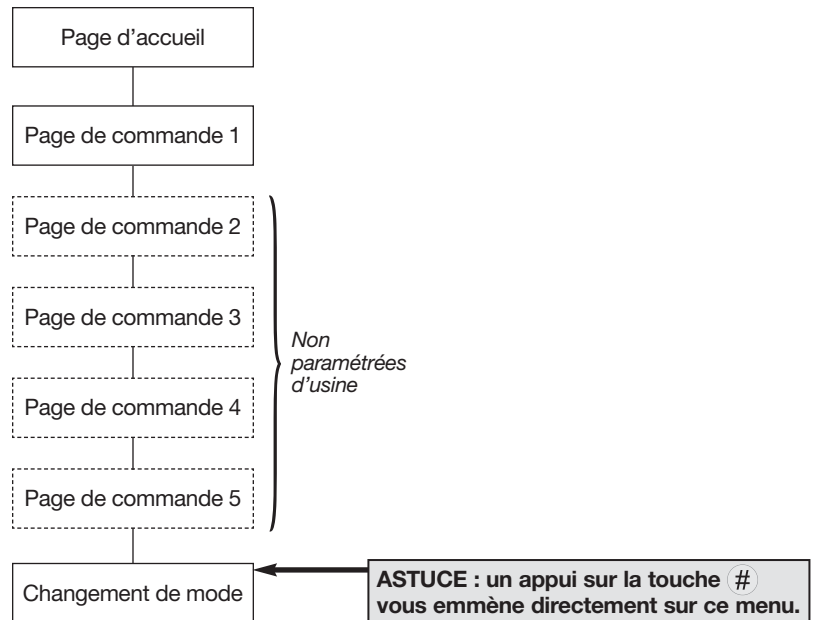 Page d'accueil
Page de commande 1
Page de commande 2
Page de commande 3
Page de commande 4
Page de commande 5
Non
paramétrées
d'usine
Changement de mode
ASTUCE : un appui sur la touche #
vous emmène directement sur ce menu.